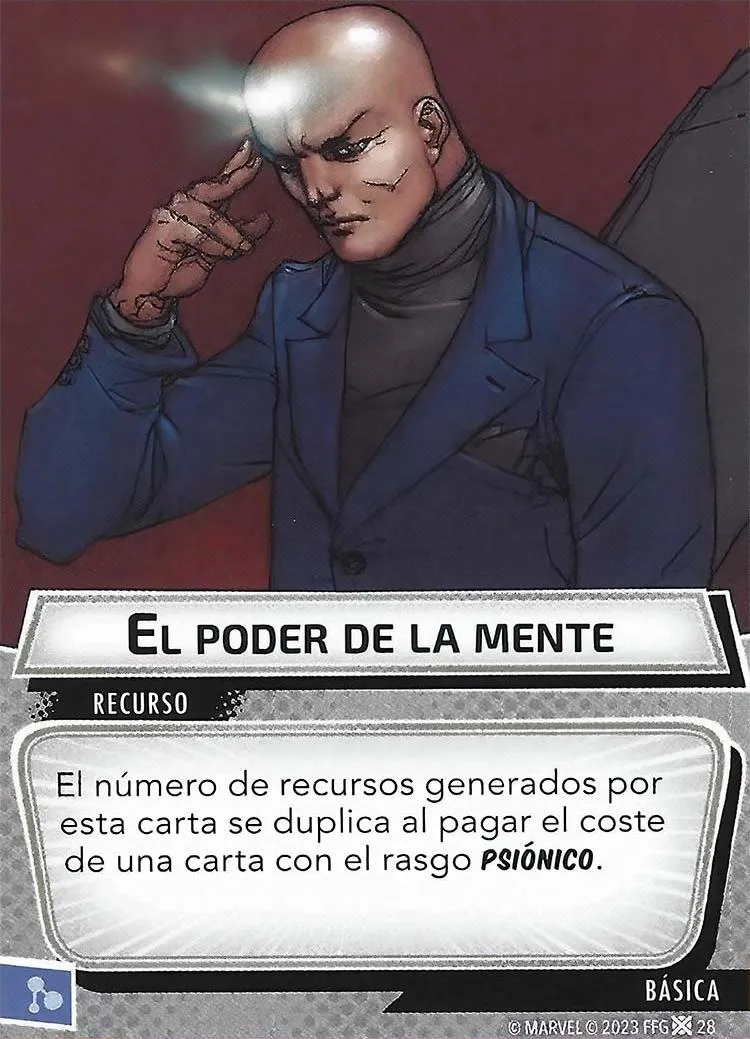 EL PODER DE LA MENTE
RECURSO
El número de recursos generados por
esta carta se duplica al pagar el coste
de una carta con el rasgo PSIÓNICO.
BÁSICA
© MARVEL © 2023 FFG 28